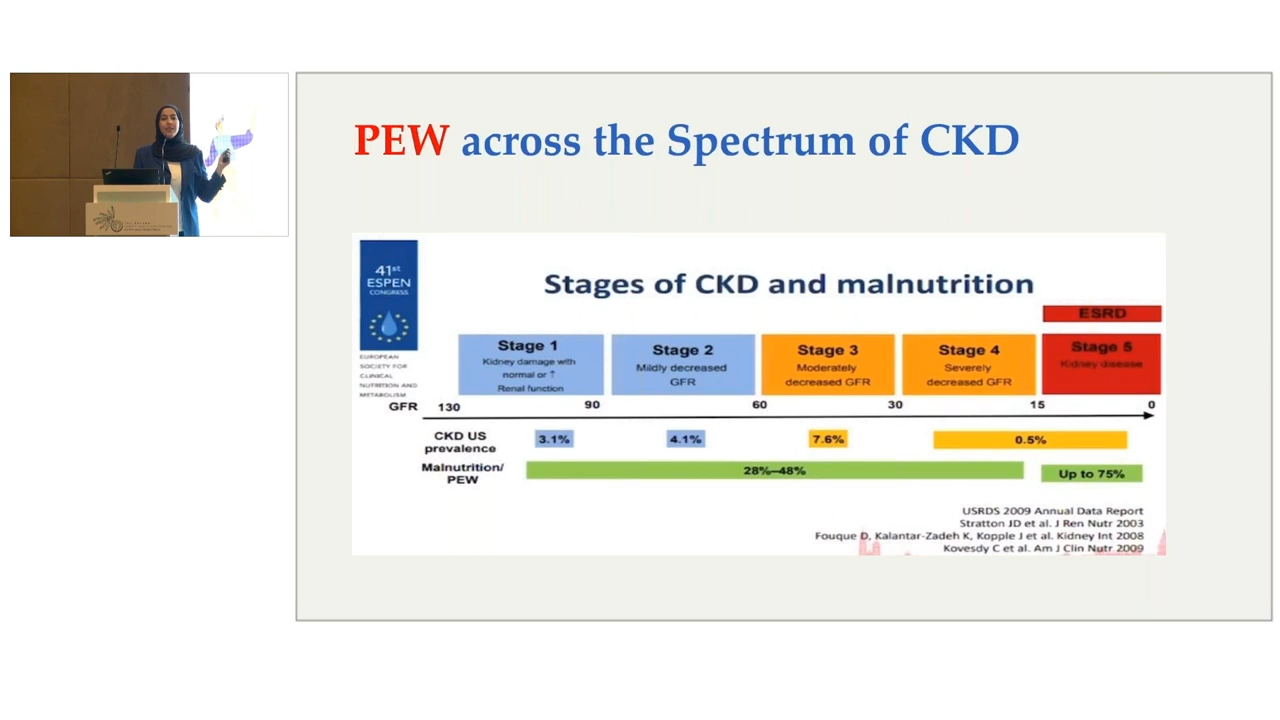 PEW across the Spectrum of CKD
41st
ESPEN
CONGRESS
EUROPEAN
SOCIETY FOR
CLINICAL
NUTRITION AND
METABOLISM
Stages of CKD and malnutrition
ESRD
Stage 1
Kidney damage with
normal or ↑
Renal function
Stage 2
Mildly decreased
GFR
Stage 3
Moderately
decreased GFR
Stage 4
Severely
decreased GFR
Stage 5
Kidney disease
GFR 130 90 60 30 15 0
CKD US
prevalence
3.1% 4.1% 7.6% 0.5%
Malnutrition/
PEW
28%–48% Up to 75%
USRDS 2009 Annual Data Report
Stratton JD et al. J Ren Nutr 2003
Fouque D, Kalantar-Zadeh K, Kopple J et al. Kidney Int 2008
Kovesdy C et al. Am J Clin Nutr 2009